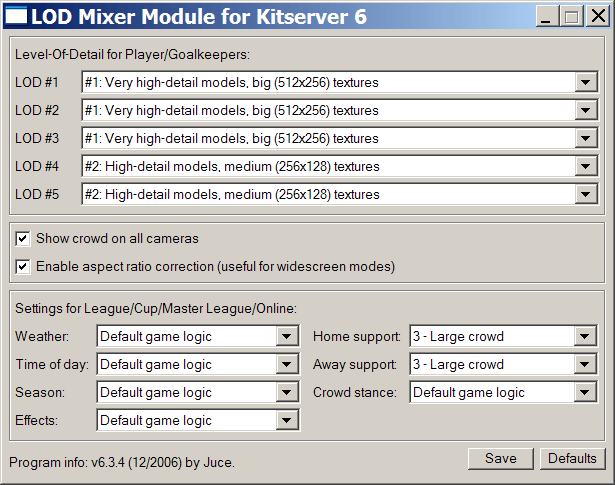 LOD Mixer Module for Kitserver 6
Level-Of-Detail for Player/Goalkeepers:
LOD #1 #1: Very high-detail models, big (512x256) textures
LOD #2 #1: Very high-detail models, big (512x256) textures
LOD #3 #1: Very high-detail models, big (512x256) textures
LOD #4 #2: High-detail models, medium (256x128) textures
LOD #5 #2: High-detail models, medium (256x128) textures
Show crowd on all cameras
Enable aspect ratio correction (useful for widescreen modes)
Settings for League/Cup/Master League/Online:
Weather: Default game logic Home support: 3 - Large crowd
Time of day: Default game logic Away support: 3 - Large crowd
Season: Default game logic Crowd stance: Default game logic
Effects: Default game logic
Program info: v6.3.4 (12/2006) by Juce. Save Defaults